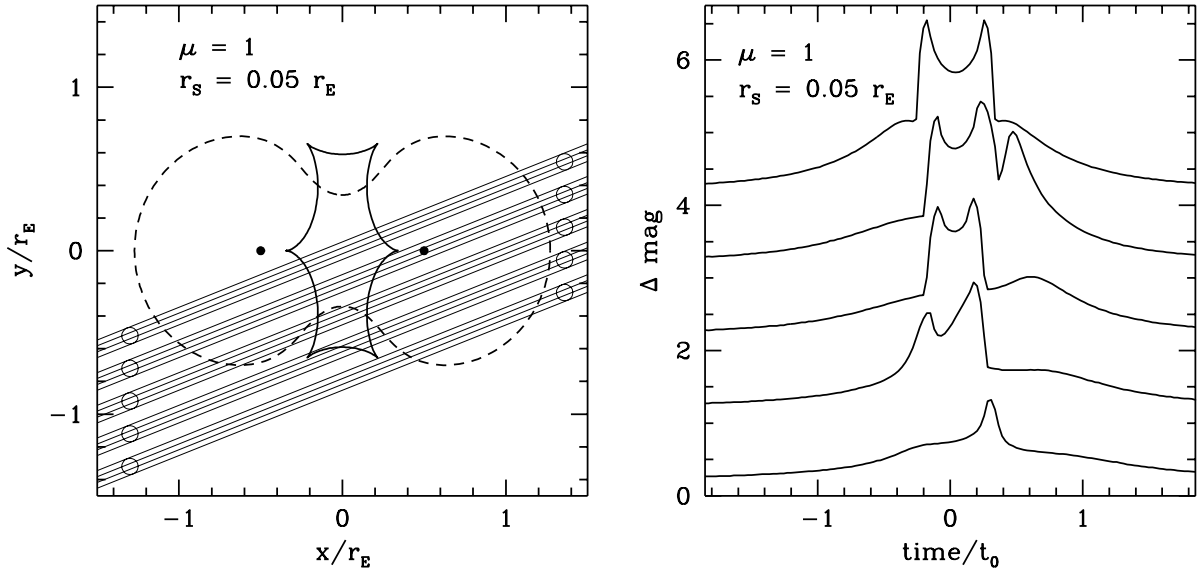 μ = 1
r_S = 0.05 r_E
1
0
−1
y/r_E
−1
0
1
x/r_E
μ = 1
r_S = 0.05 r_E
6
4
2
0
Δ mag
−1
0
1
time/t_0